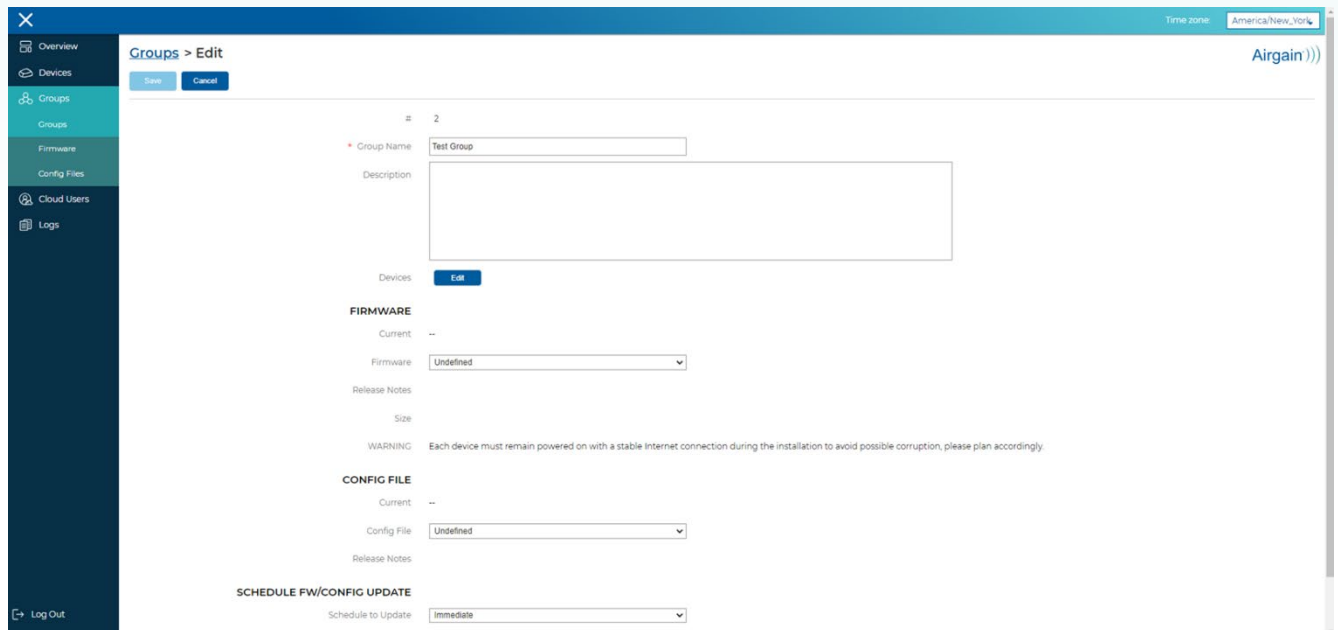 Time zone: America/New_York
Overview
Devices
Groups
Groups
Firmware
Config Files
Cloud Users
Logs
Log Out
Groups > Edit
Airgain
Save Cancel
# 2
* Group Name Test Group
Description
Devices Edit
FIRMWARE
Current --
Firmware Undefined
Release Notes
Size
WARNING Each device must remain powered on with a stable Internet connection during the installation to avoid possible corruption, please plan accordingly.
CONFIG FILE
Current --
Config File Undefined
Release Notes
SCHEDULE FW/CONFIG UPDATE
Schedule to Update Immediate